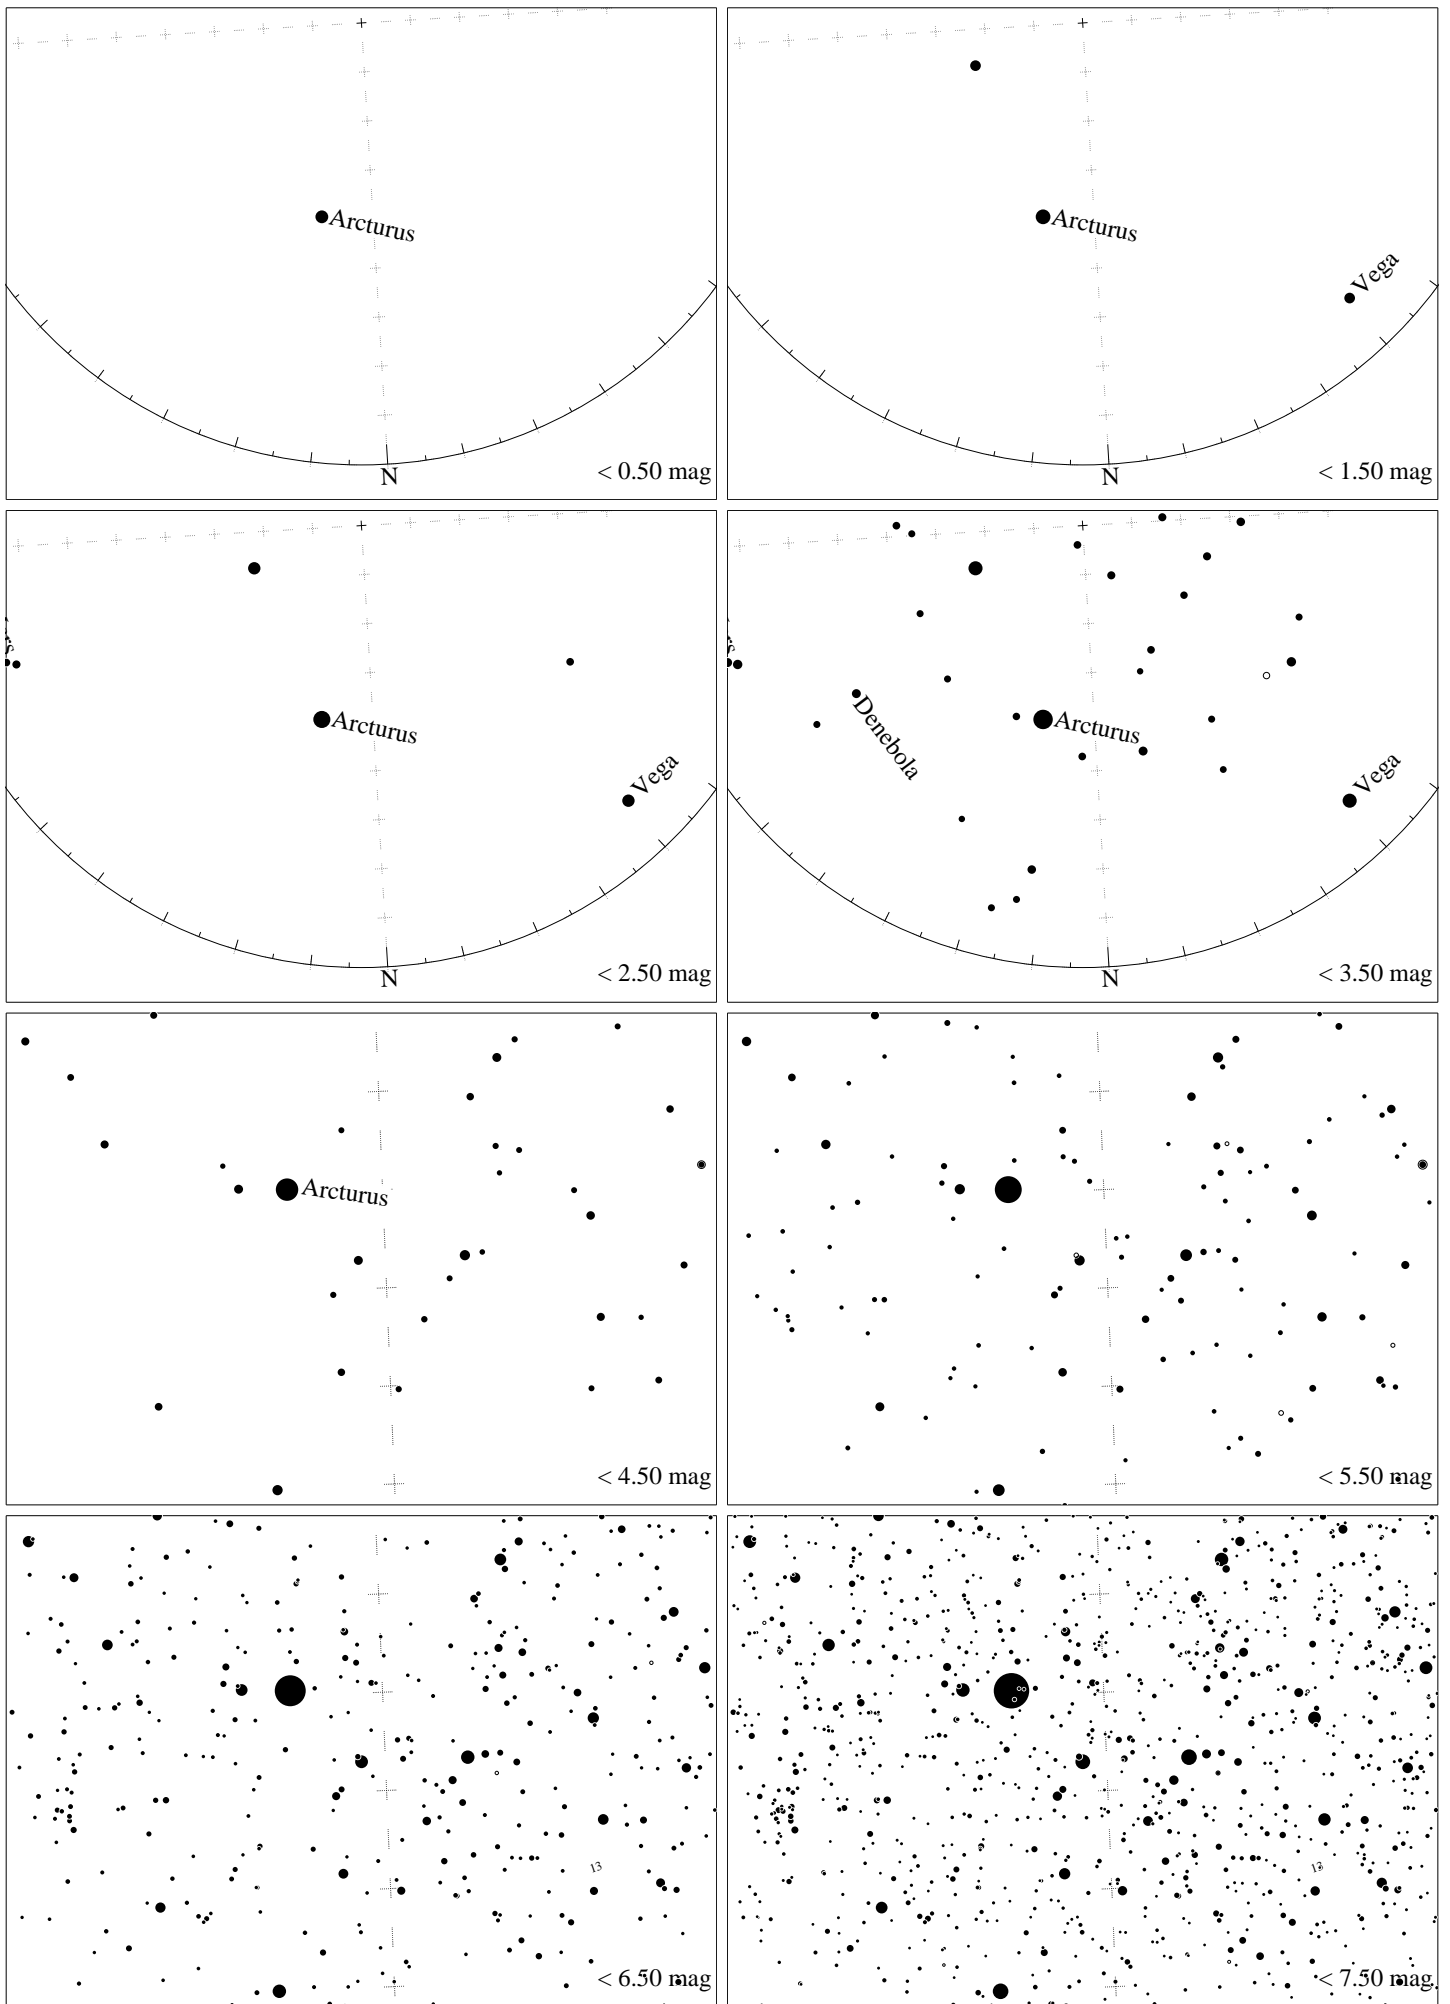 Arcturus
N
< 0.50 mag
Arcturus
Vega
N
< 1.50 mag
Arcturus
Vega
N
< 2.50 mag
Denebola
Arcturus
Vega
N
< 3.50 mag
Arcturus
< 4.50 mag
< 5.50 mag
13
< 6.50 mag
13
< 7.50 mag